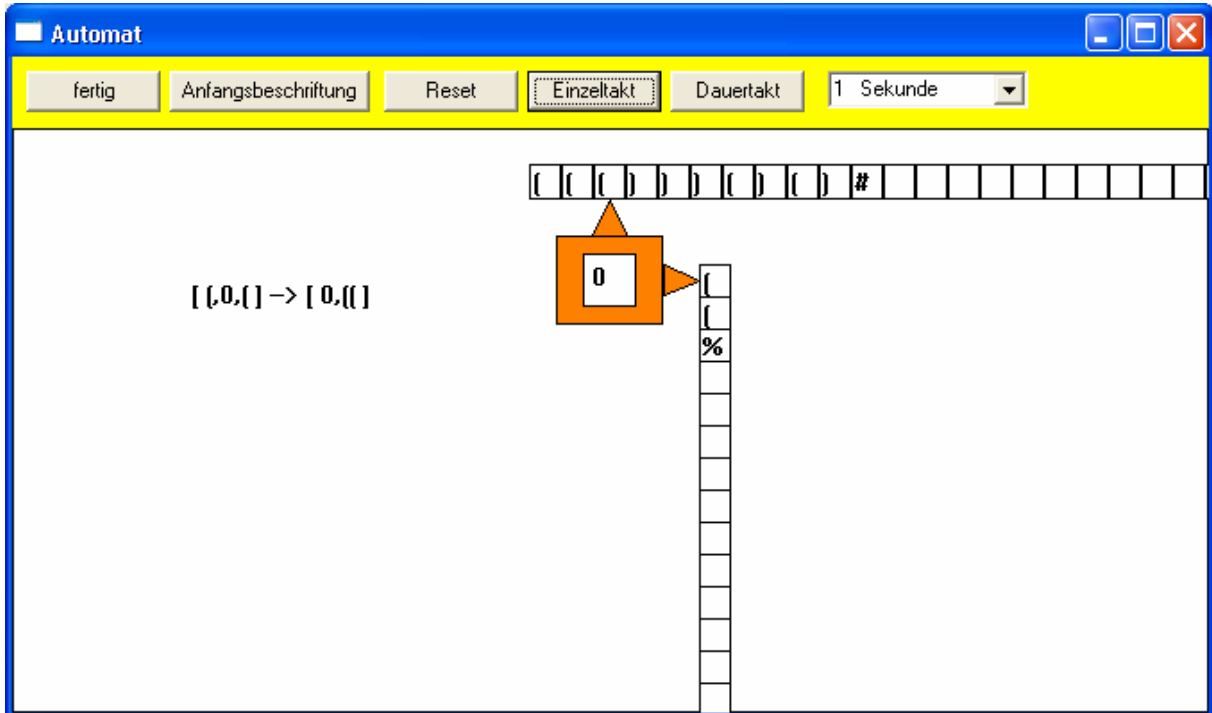 Automat
fertig Anfangsbeschriftung Reset Einzeltakt Dauertakt 1 Sekunde
( ( ( ) ) ) ( ) ( ) #
0
(
[ (,0,( ] –> [ 0,(( ]
(
%